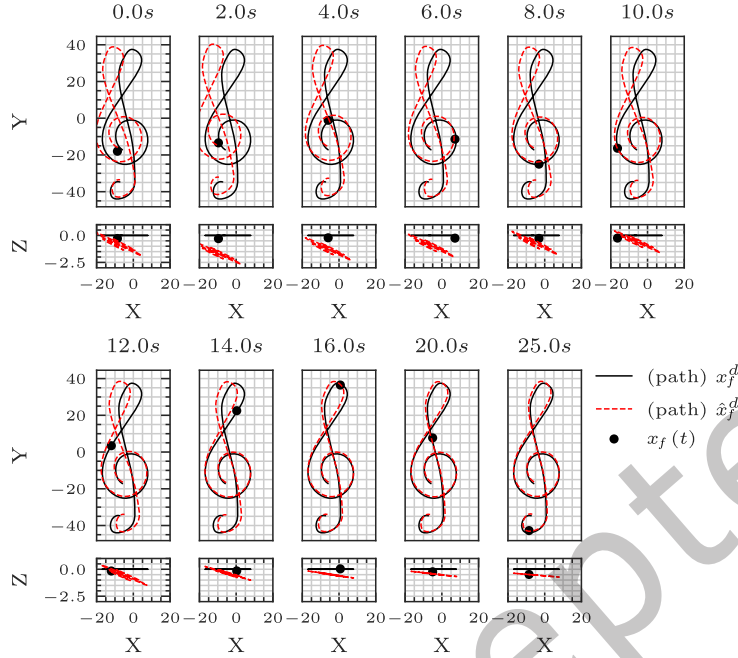 0.0s 2.0s 4.0s 6.0s 8.0s 10.0s
40
20
0
−20
−40
Y
0.0
−2.5
Z
−20 0 20 −20 0 20 −20 0 20 −20 0 20 −20 0 20 −20 0 20
X X X X X X
12.0s 14.0s 16.0s 20.0s 25.0s
40
20
0
−20
−40
Y
(path) x_f^d
(path) x̂_f^d
x_f (t)
0.0
−2.5
Z
−20 0 20 −20 0 20 −20 0 20 −20 0 20 −20 0 20
X X X X X
epte